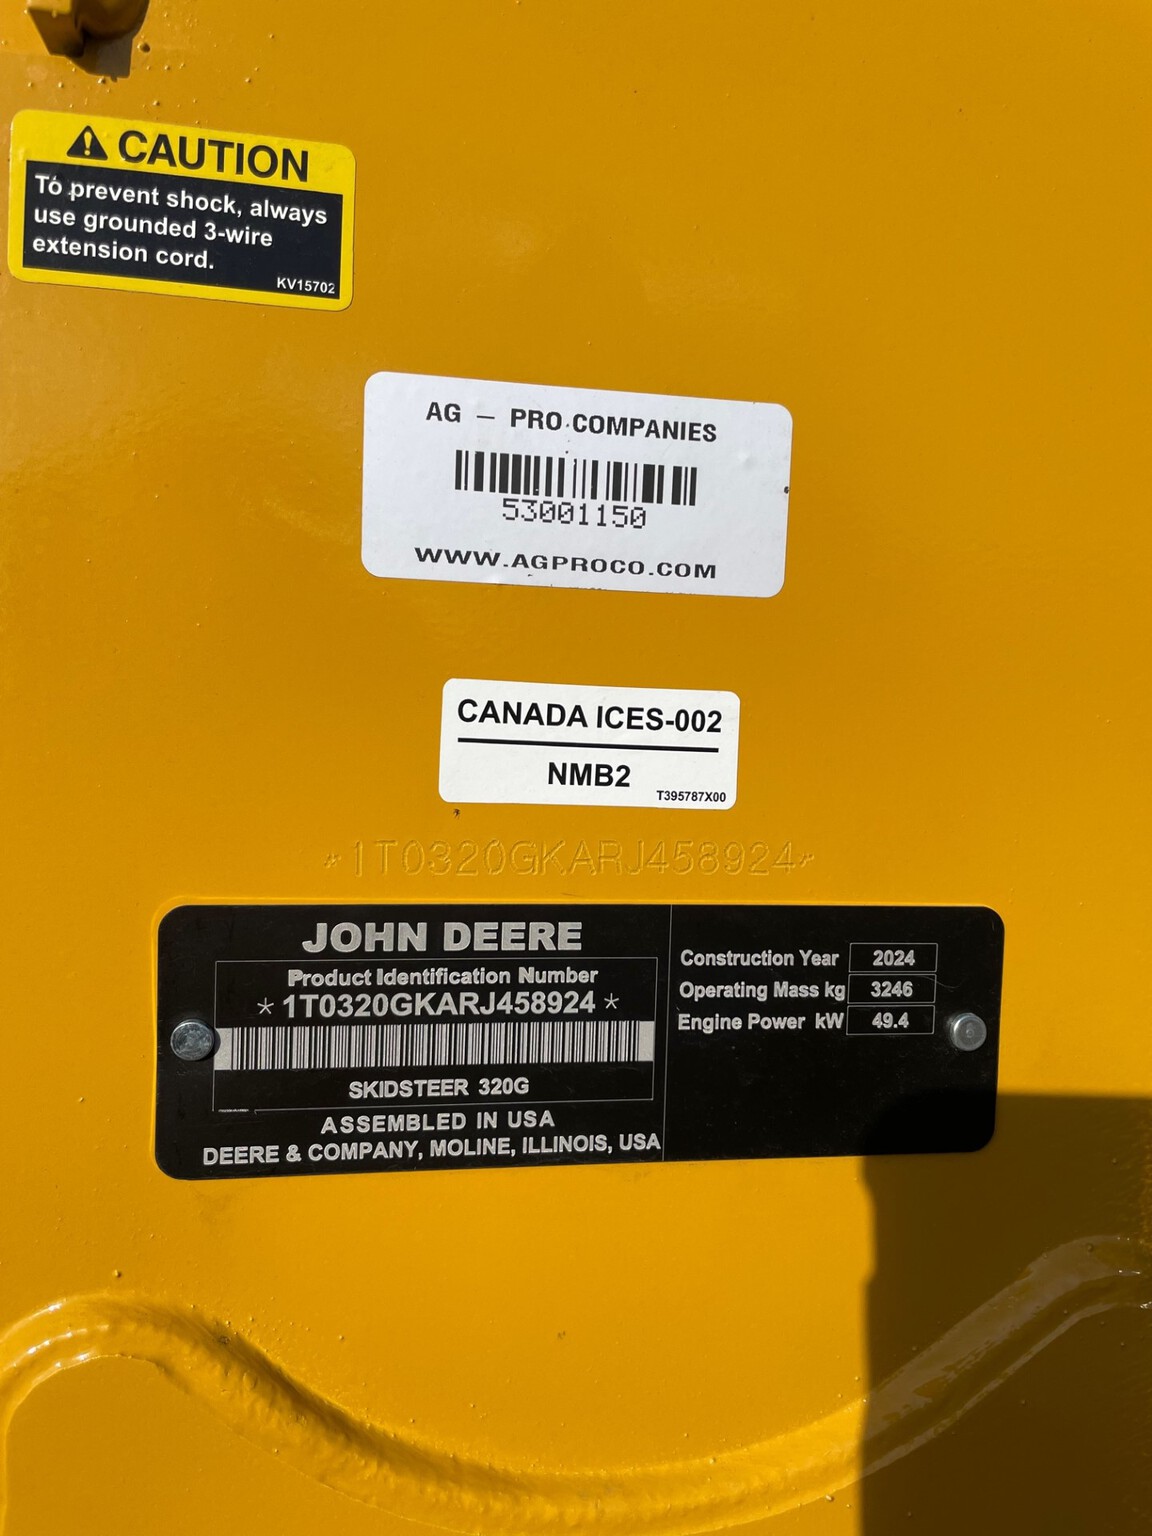 CAUTION
To prevent shock, always
use grounded 3-wire
extension cord.
KV15702
AG – PRO COMPANIES
53001150
WWW.AGPROCO.COM
CANADA ICES-002
NMB2
T395787X00
*1T0320GKARJ458924*
JOHN DEERE
Product Identification Number
*1T0320GKARJ458924*
SKIDSTEER 320G
ASSEMBLED IN USA
DEERE & COMPANY, MOLINE, ILLINOIS, USA
Construction Year 2024
Operating Mass kg 3246
Engine Power kW 49.4